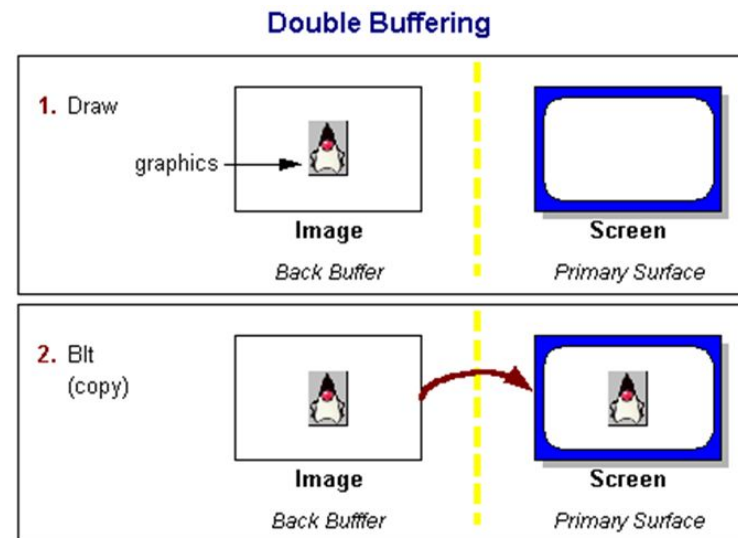 Double Buffering
1. Draw
graphics
Image
Back Buffer
Screen
Primary Surface
2. Blt
(copy)
Image
Back Bufffer
Screen
Primary Surface